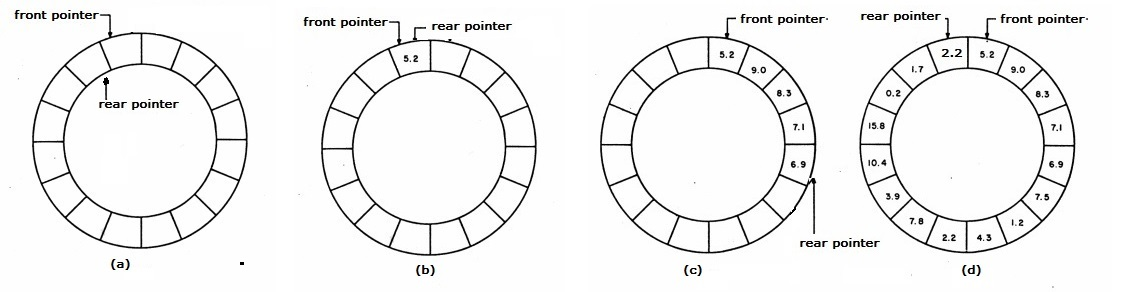 front pointer
rear pointer
(a)
front pointer
rear pointer
5.2
(b)
front pointer
5.2
9.0
8.3
7.1
6.9
rear pointer
(c)
rear pointer
front pointer
2.2
5.2
9.0
8.3
7.1
6.9
7.5
1.2
4.3
2.2
7.8
3.9
10.4
15.8
0.2
1.7
(d)